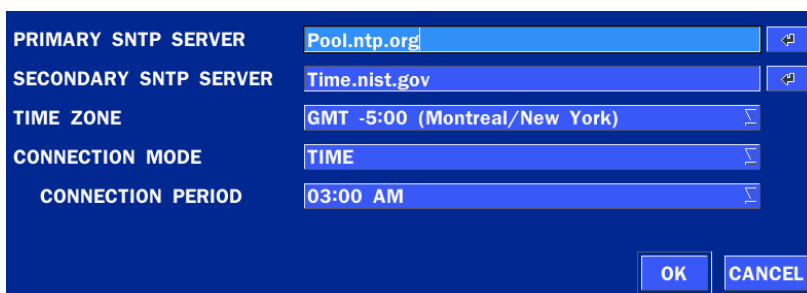 PRIMARY SNTP SERVER Pool.ntp.org
SECONDARY SNTP SERVER Time.nist.gov
TIME ZONE GMT -5:00 (Montreal/New York)
CONNECTION MODE TIME
CONNECTION PERIOD 03:00 AM
OK CANCEL